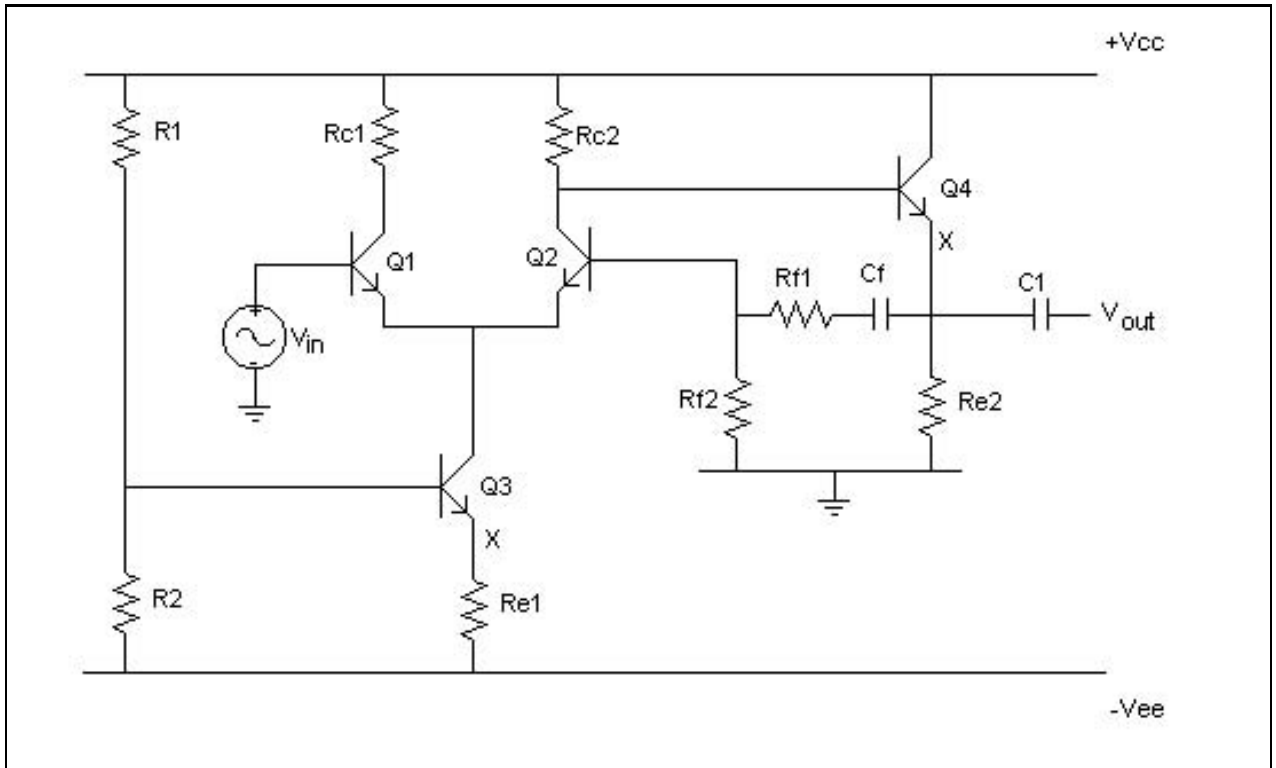 +Vcc
R1
Rc1
Rc2
Q4
X
Q1
Q2
Rf1
Cf
C1
Vout
+
Vin
-
Rf2
Re2
Q3
X
R2
Re1
-Vee